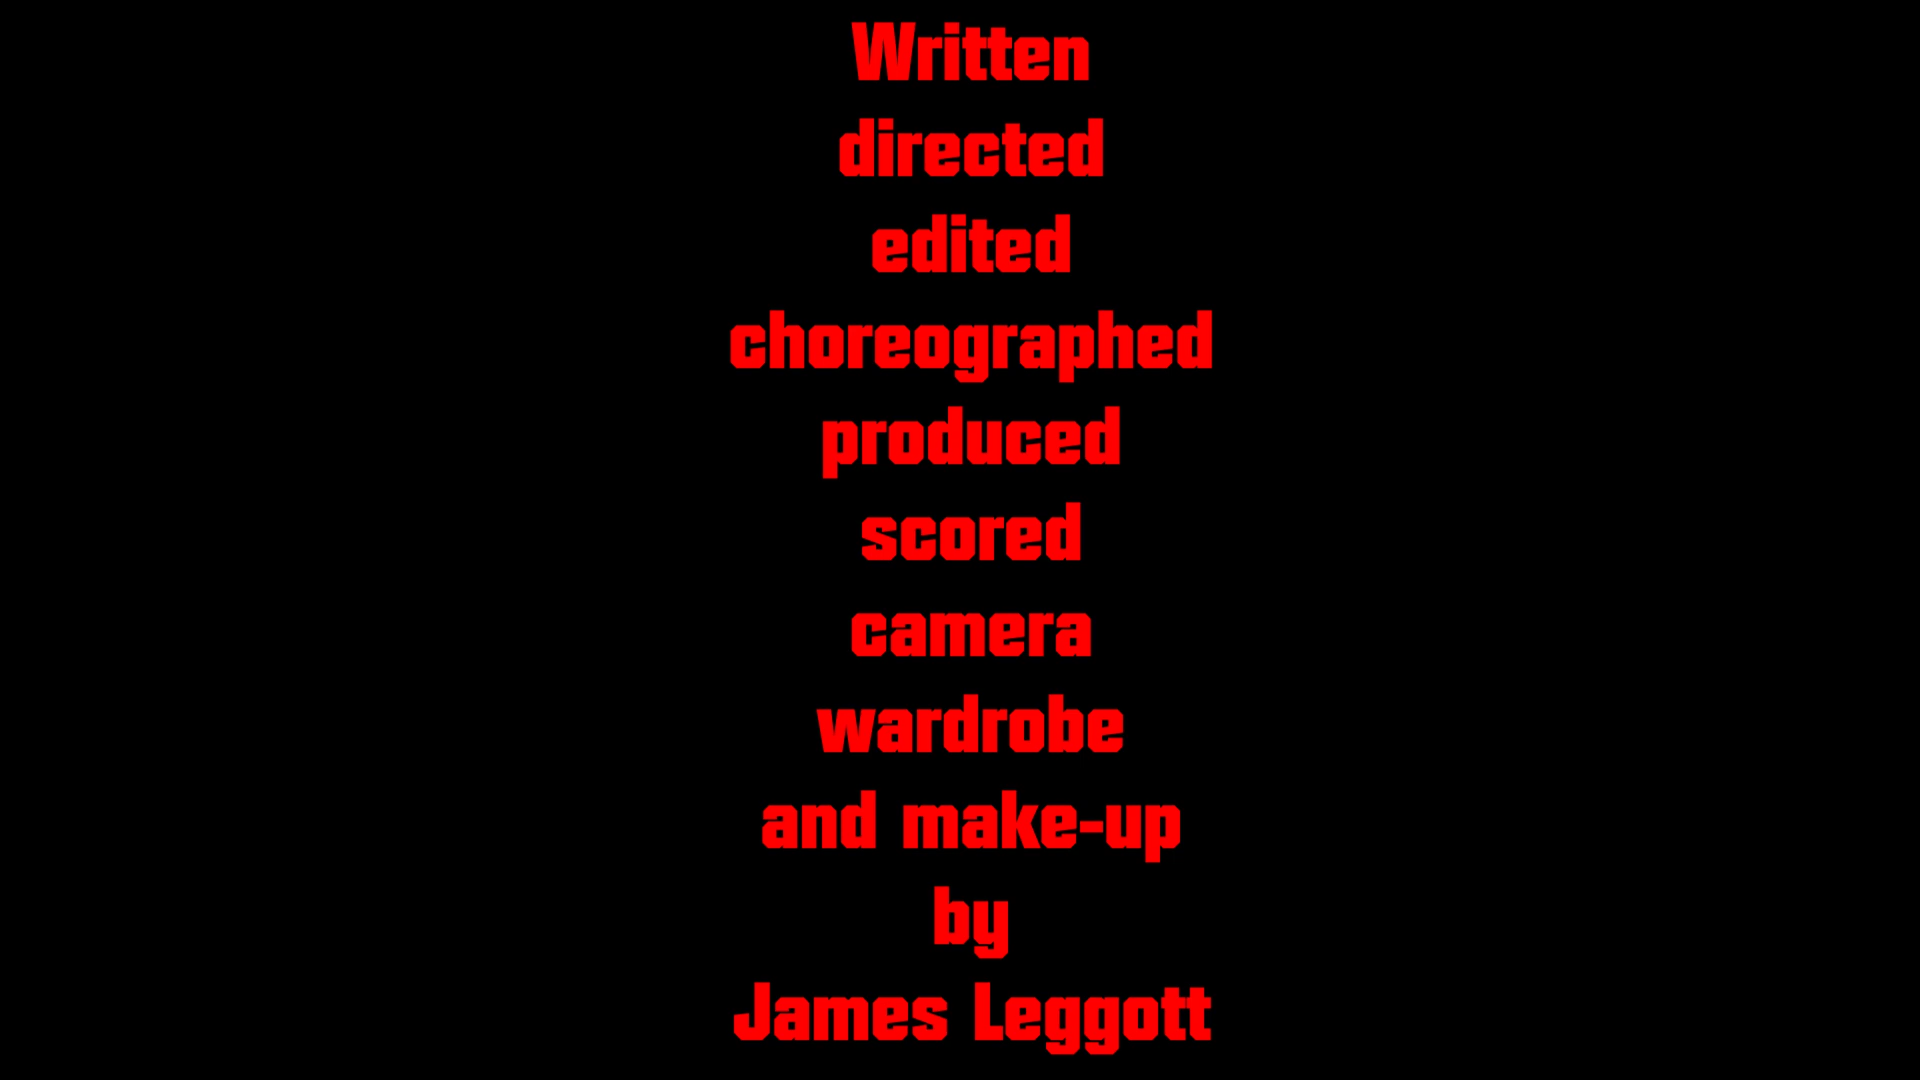 Written
directed
edited
choreographed
produced
scored
camera
wardrobe
and make-up
by
James Leggott